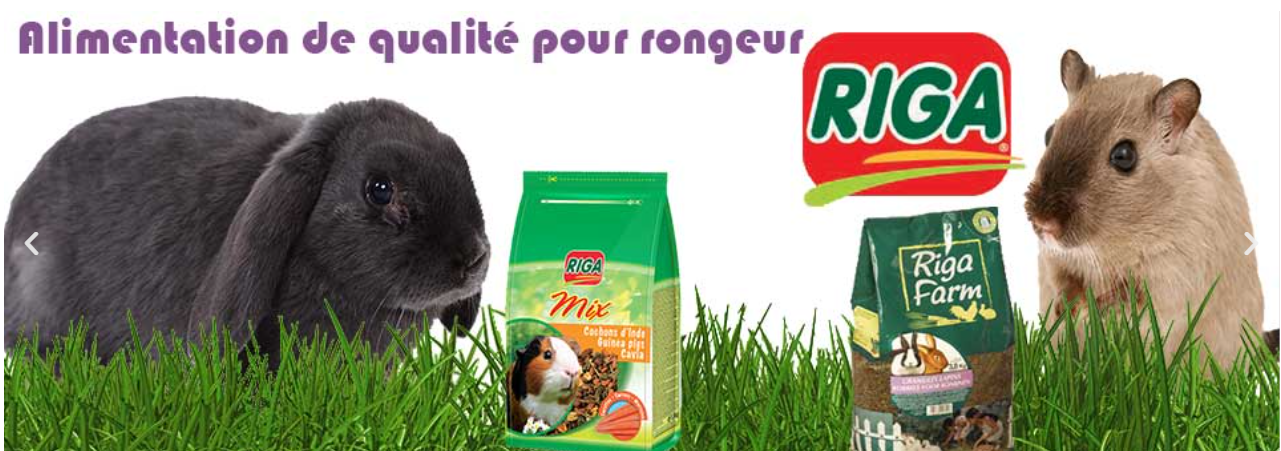 Alimentation de qualité pour rongeur
RIGA
®
RIGA
Mix
Cochons d'Inde
Guinea pigs
Cavia
Riga
Farm